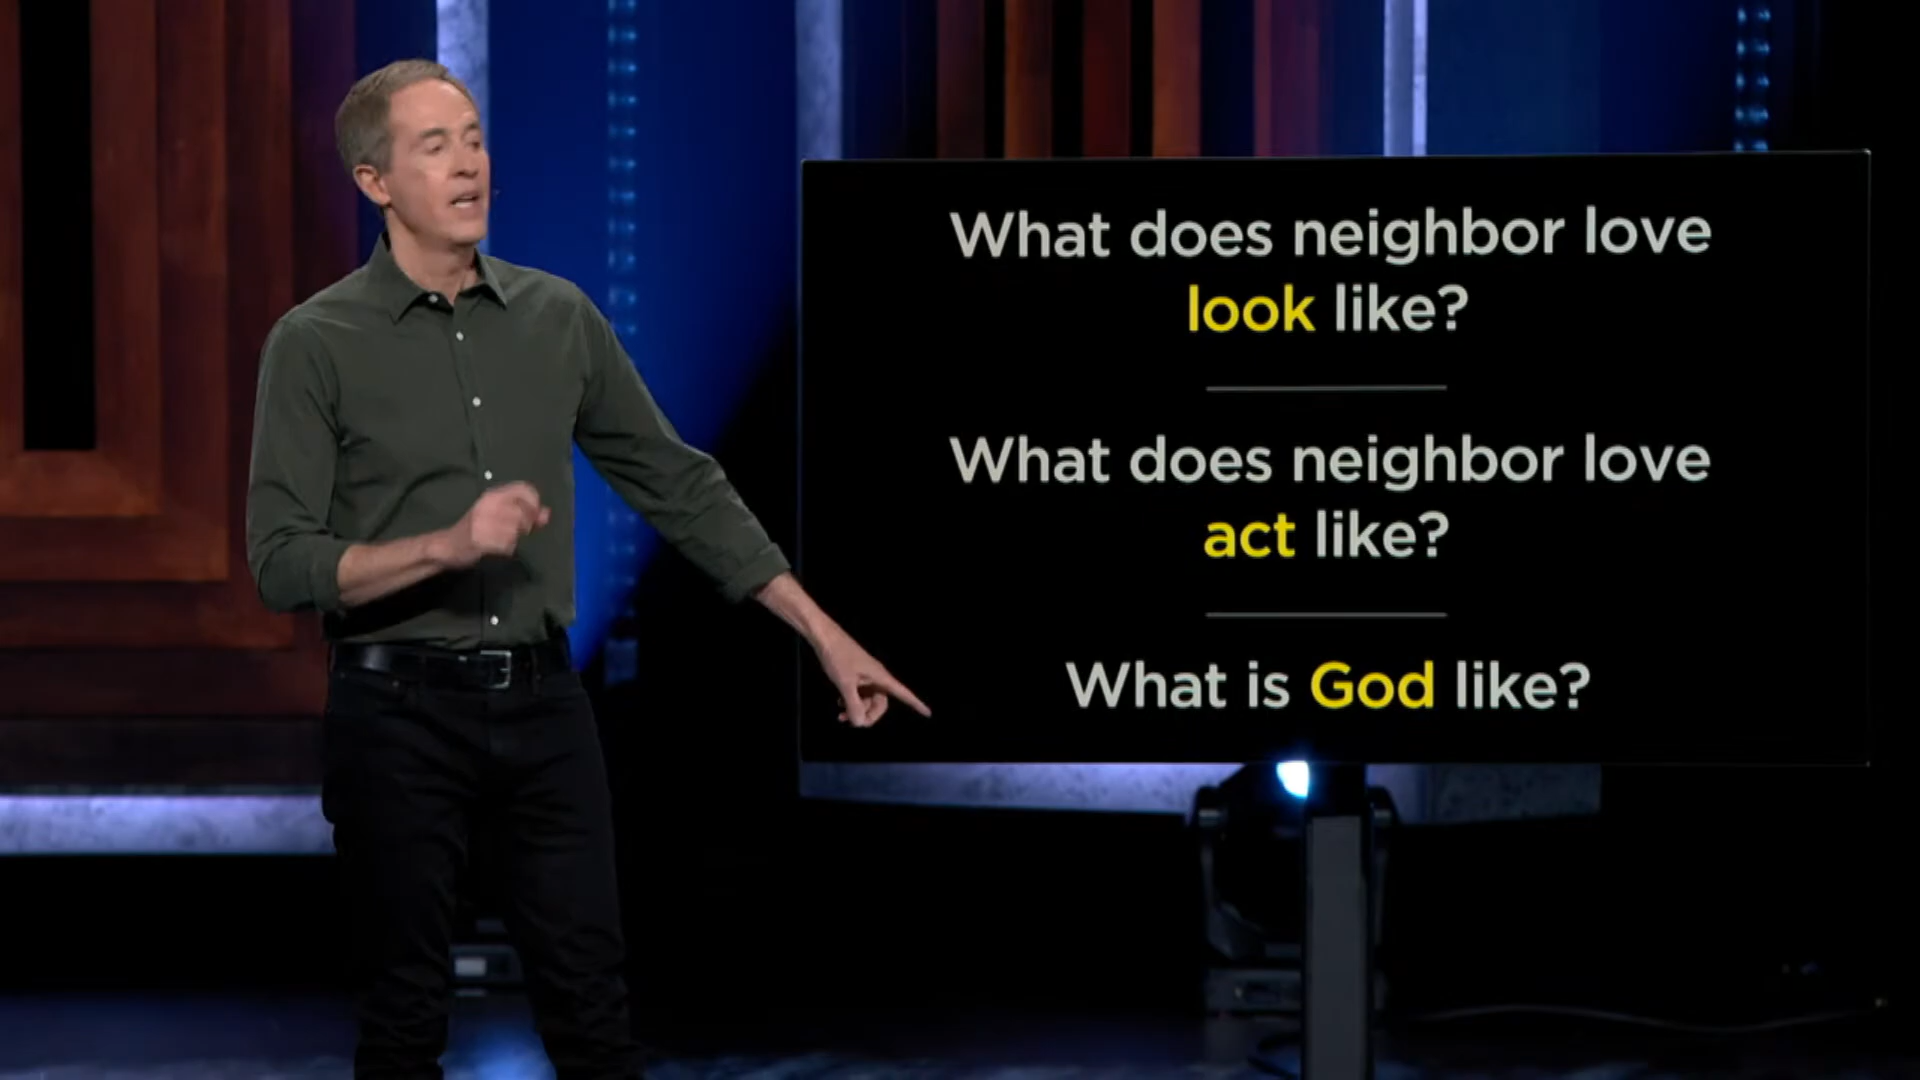 What does neighbor love
look like?
What does neighbor love
act like?
What is God like?